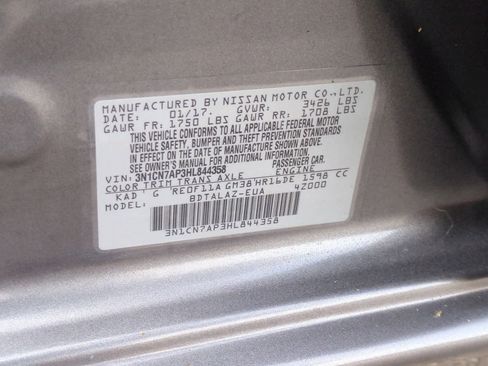 MANUFACTURED BY NISSAN MOTOR CO.,LTD.
DATE: 01/17. GVWR: 3426 LBS
GAWR FR: 1750 LBS GAWR RR: 1708 LBS
THIS VEHICLE CONFORMS TO ALL APPLICABLE FEDERAL MOTOR
VEHICLE SAFETY, BUMPER, AND THEFT PREVENTION STANDARDS
IN EFFECT ON THE DATE OF MANUFACTURE SHOWN ABOVE.
SEE OWNER'S MANUAL FOR ADDITIONAL INFORMATION.
VIN: 3N1CN7AP3HL844358 PASSENGER CAR.
COLOR TRIM TRANS AXLE ENGINE
KAD G RE0F11A GM38 HR16DE 1598 CC
MODEL: BDTALAZ-EUA 4Z000
3N1CN7AP3HL844358